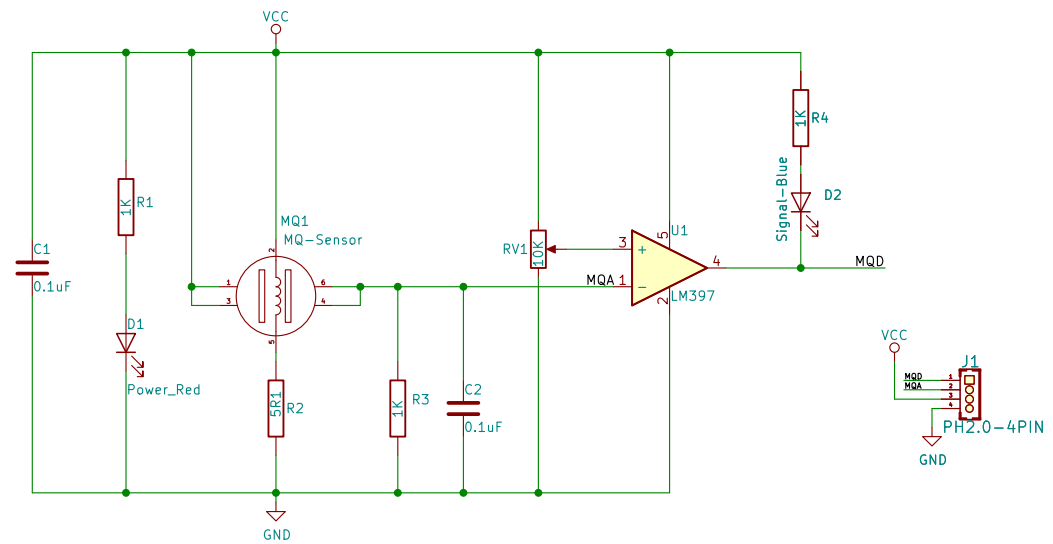 VCC
R4
1K
Signal-Blue
D2
R1
1K
MQ1
MQ-Sensor
2
U1
5
C1
0.1uF
RV1
10K
3
+
4
MQD
1
3
6
4
MQA
1
−
LM397
2
D1
Power_Red
5
VCC
5R1
R2
1K
R3
C2
0.1uF
J1
MQD
1
MQA
2
3
4
PH2.0-4PIN
GND
GND